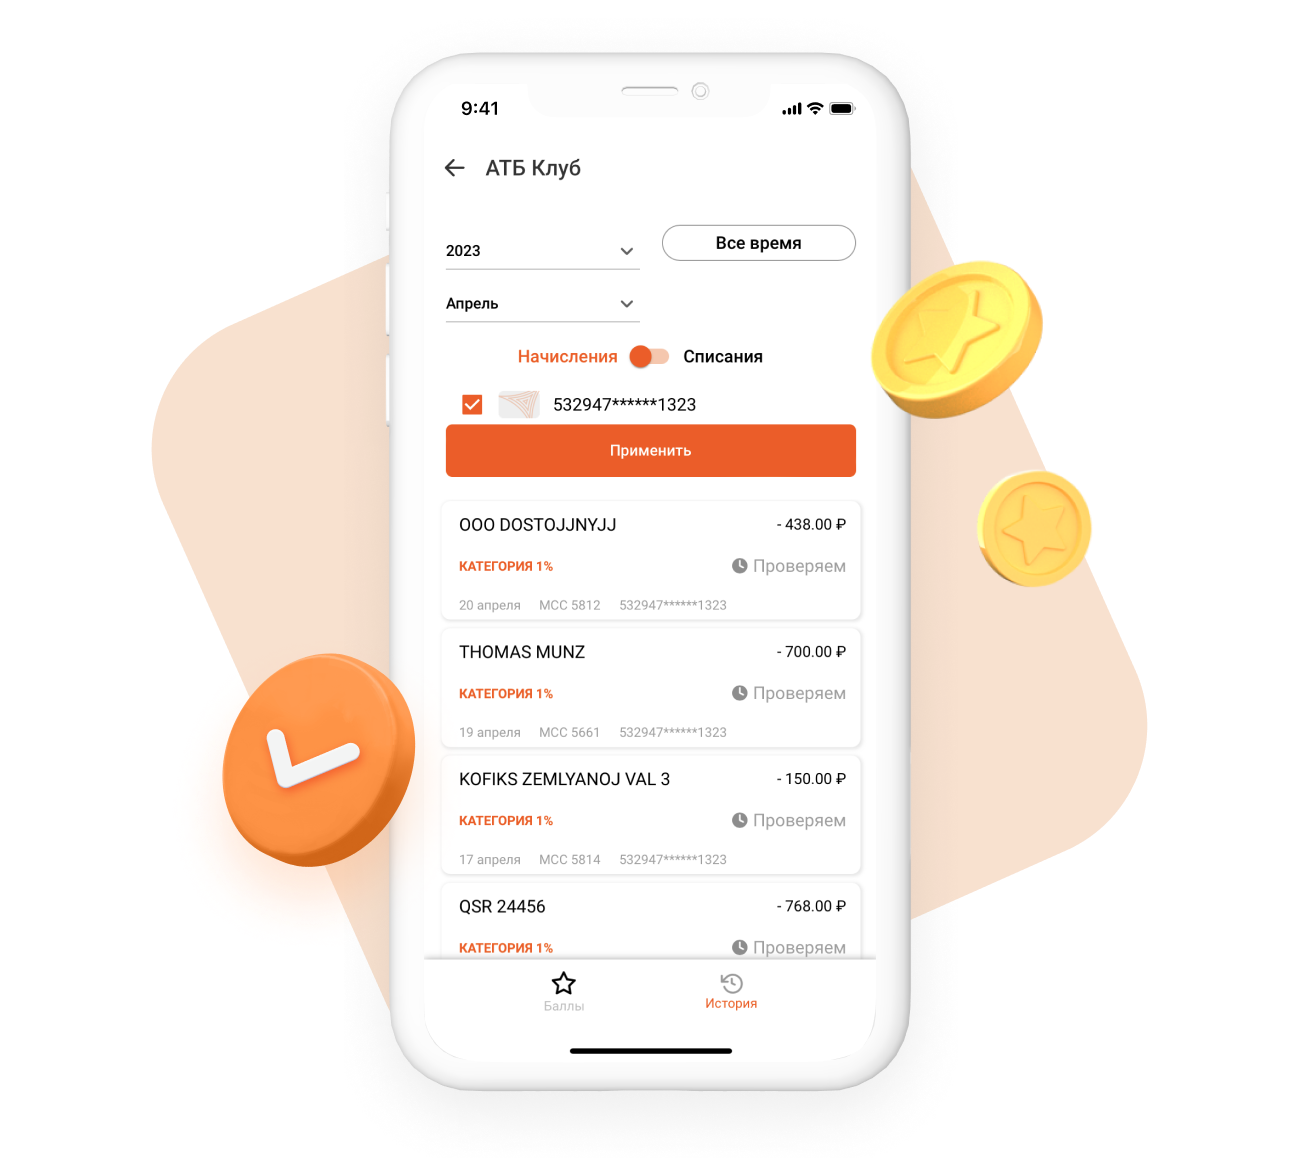 9:41
АТБ Клуб
2023
Все время
Апрель
Начисления Списания
532947******1323
Применить
OOO DOSTOJJNYJJ - 438.00 ₽
КАТЕГОРИЯ 1% Проверяем
20 апреля MCC 5812 532947******1323
THOMAS MUNZ - 700.00 ₽
КАТЕГОРИЯ 1% Проверяем
19 апреля MCC 5661 532947******1323
KOFIKS ZEMLYANOJ VAL 3 - 150.00 ₽
КАТЕГОРИЯ 1% Проверяем
17 апреля MCC 5814 532947******1323
QSR 24456 - 768.00 ₽
КАТЕГОРИЯ 1% Проверяем
Баллы История